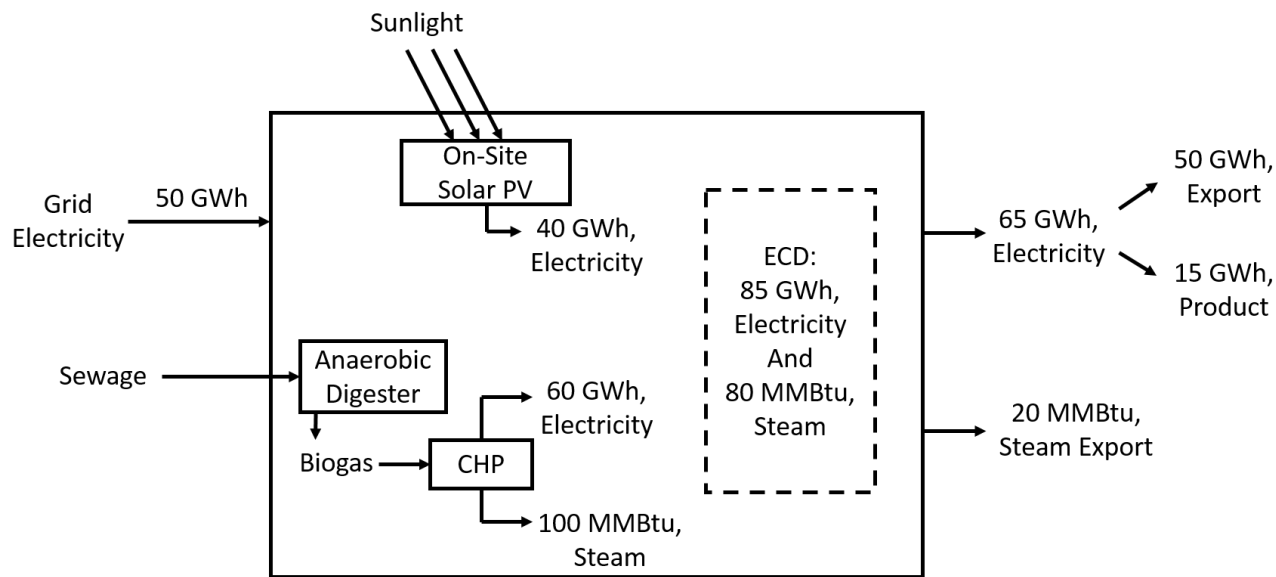 Sunlight
On-Site
Solar PV
50 GWh
Grid
Electricity
40 GWh,
Electricity
ECD:
85 GWh,
Electricity
And
80 MMBtu,
Steam
65 GWh,
Electricity
50 GWh,
Export
15 GWh,
Product
Sewage
Anaerobic
Digester
Biogas
CHP
60 GWh,
Electricity
100 MMBtu,
Steam
20 MMBtu,
Steam Export